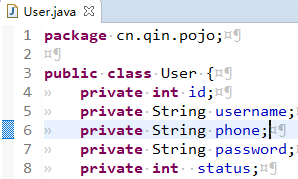 User.java
1 package cn.qin.pojo;
2
3 public class User {
4 private int id;
5 private String username;
6 private String phone;
7 private String password;
8 private int  status;